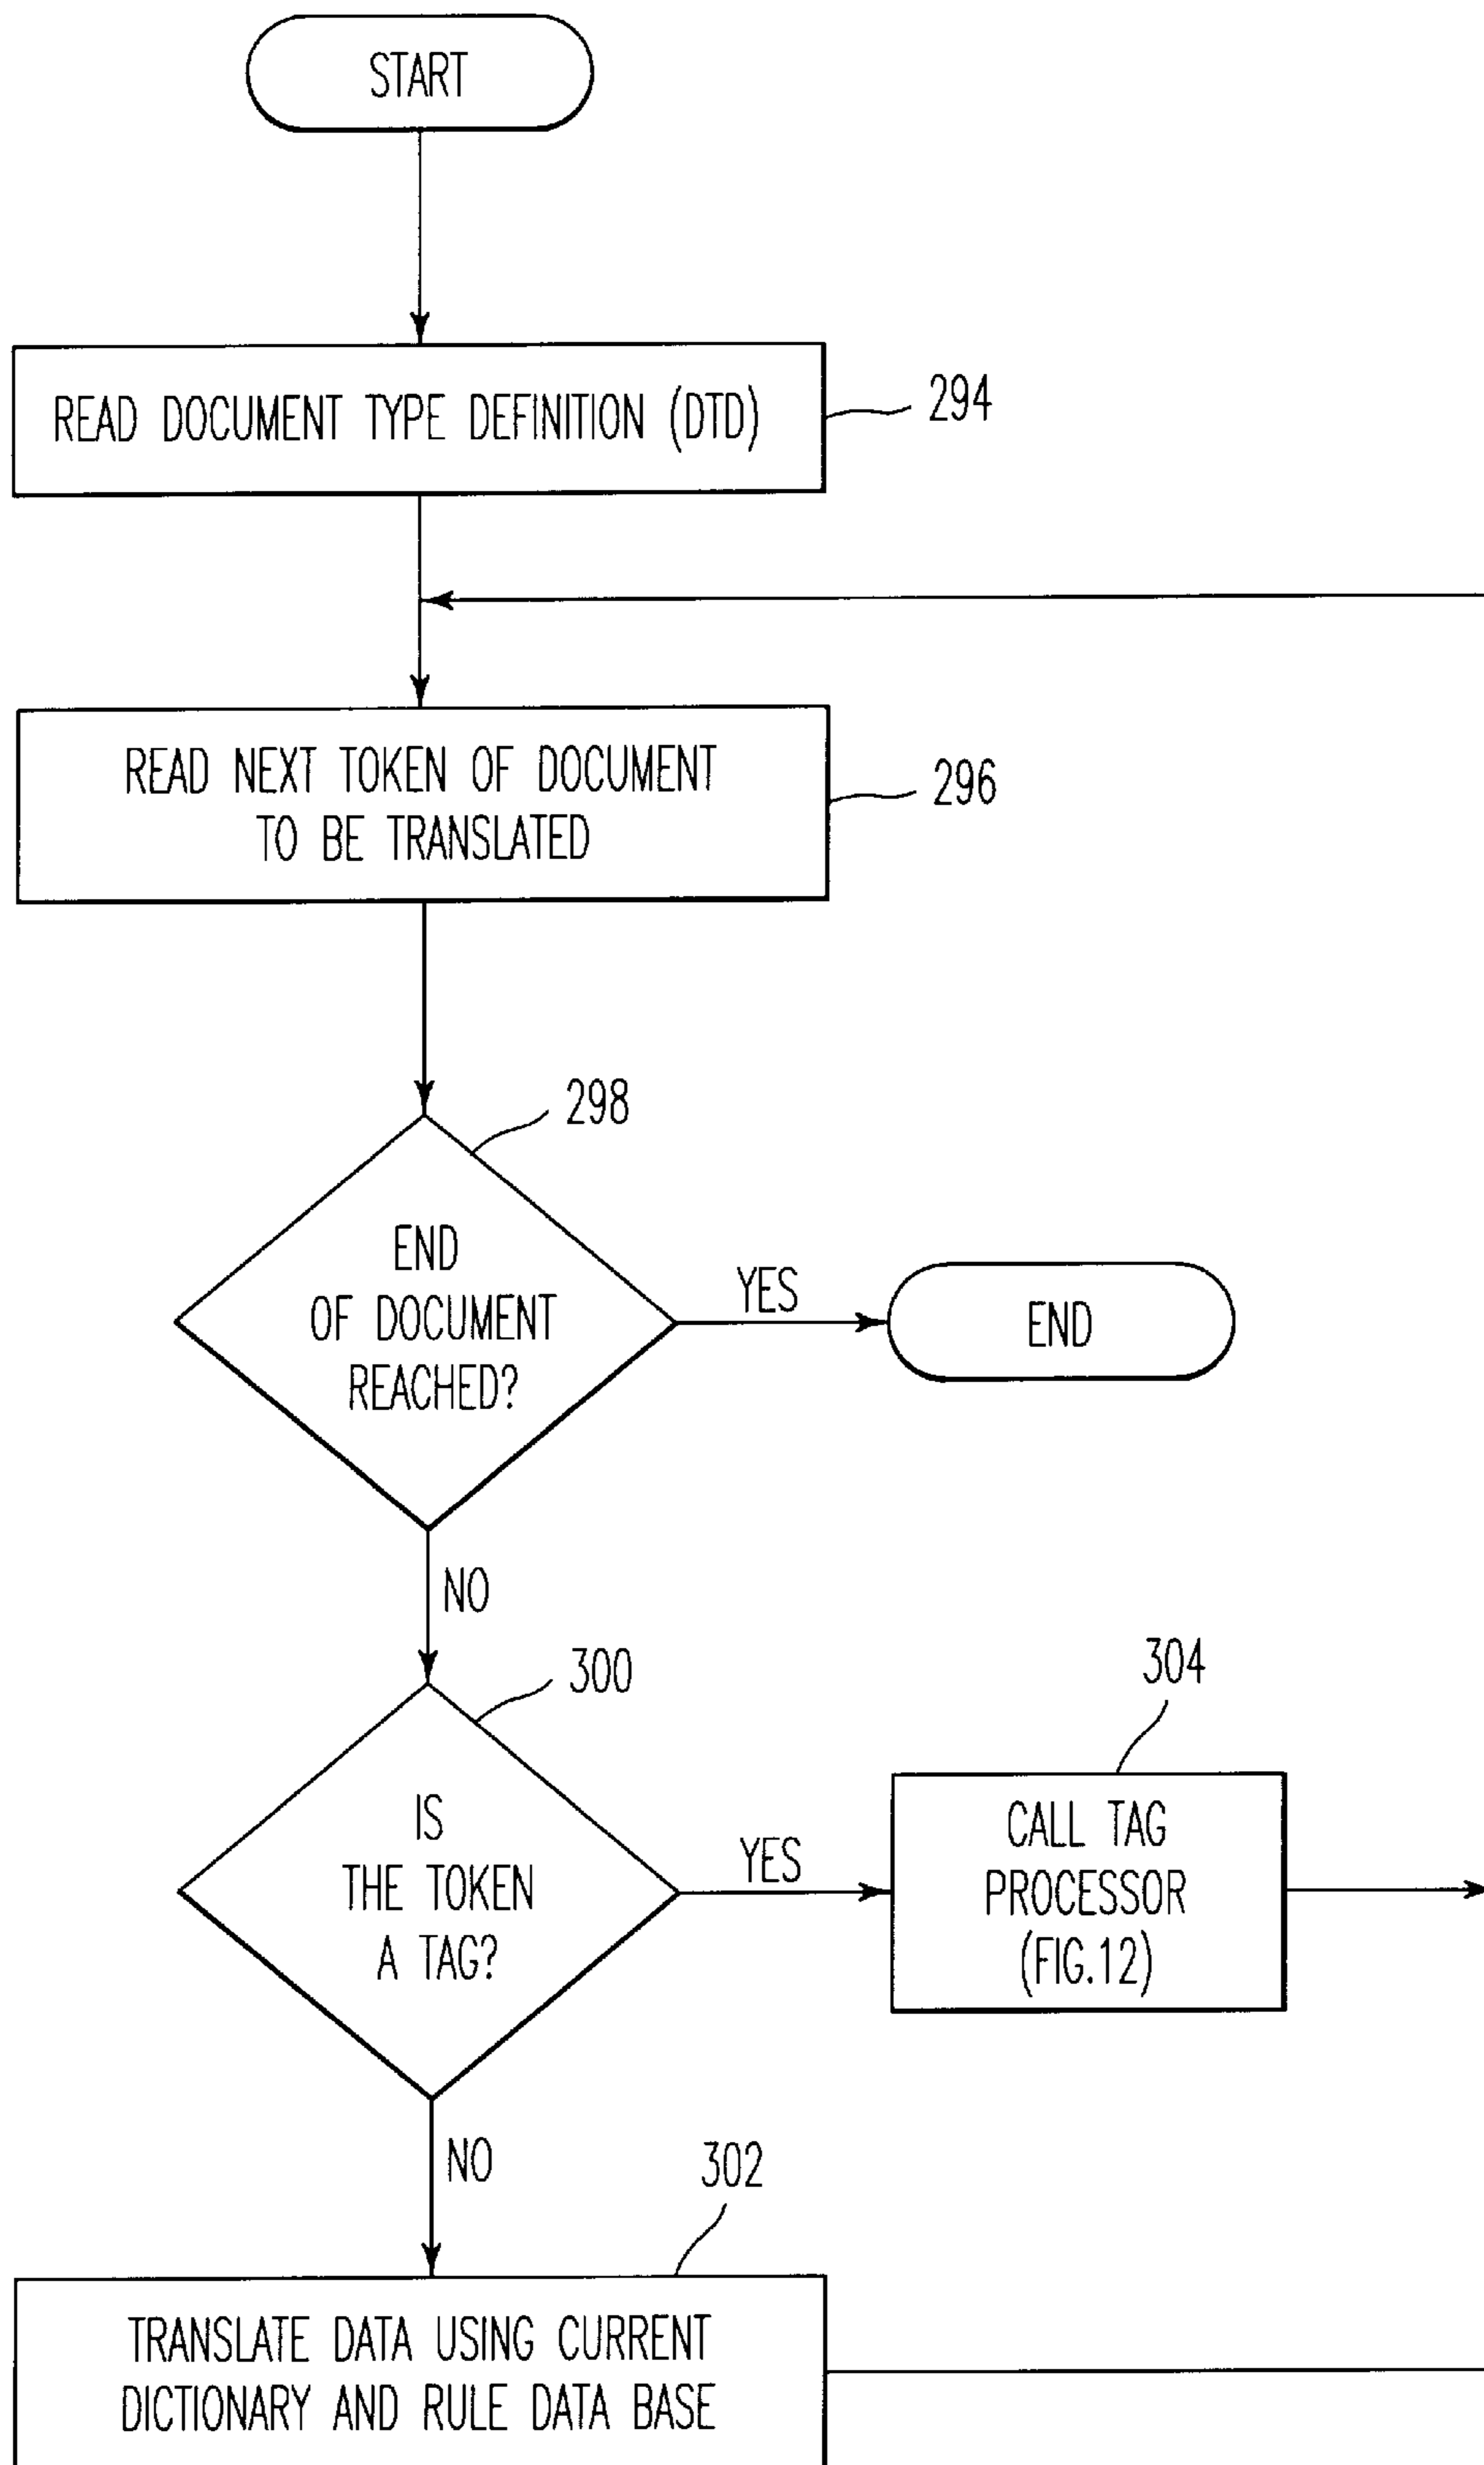 START
READ DOCUMENT TYPE DEFINITION (DTD)
294
READ NEXT TOKEN OF DOCUMENT
TO BE TRANSLATED
296
298
END
OF DOCUMENT
REACHED?
YES
END
NO
300
IS
THE TOKEN
A TAG?
YES
304
CALL TAG
PROCESSOR
(FIG.12)
NO
302
TRANSLATE DATA USING CURRENT
DICTIONARY AND RULE DATA BASE